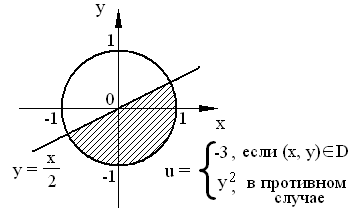 y
1
0
-1
1
x
y = x/2
-1
u = { -3, если (x, y)∈D
y², в противном
случае